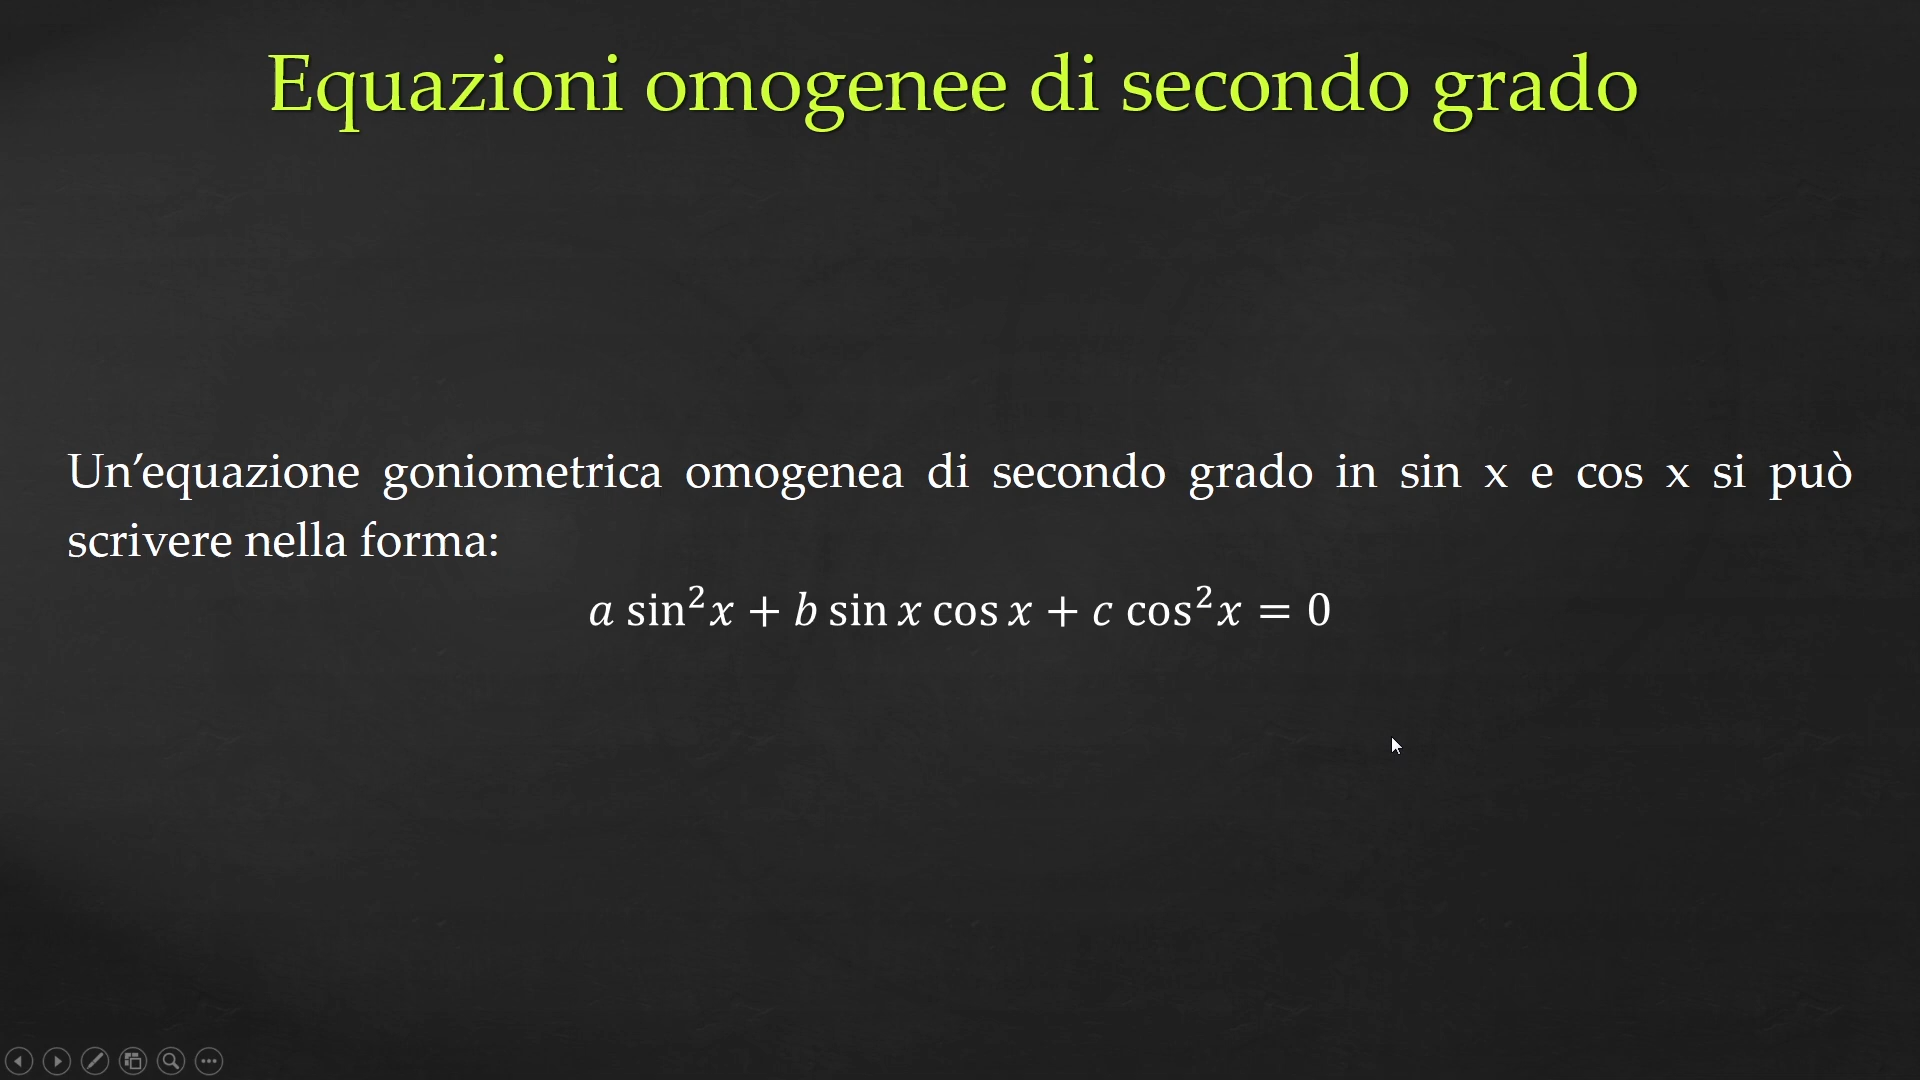 Equazioni omogenee di secondo grado
Un’equazione goniometrica omogenea di secondo grado in sin x e cos x si può
scrivere nella forma:
a sin²x + b sin x cos x + c cos²x = 0